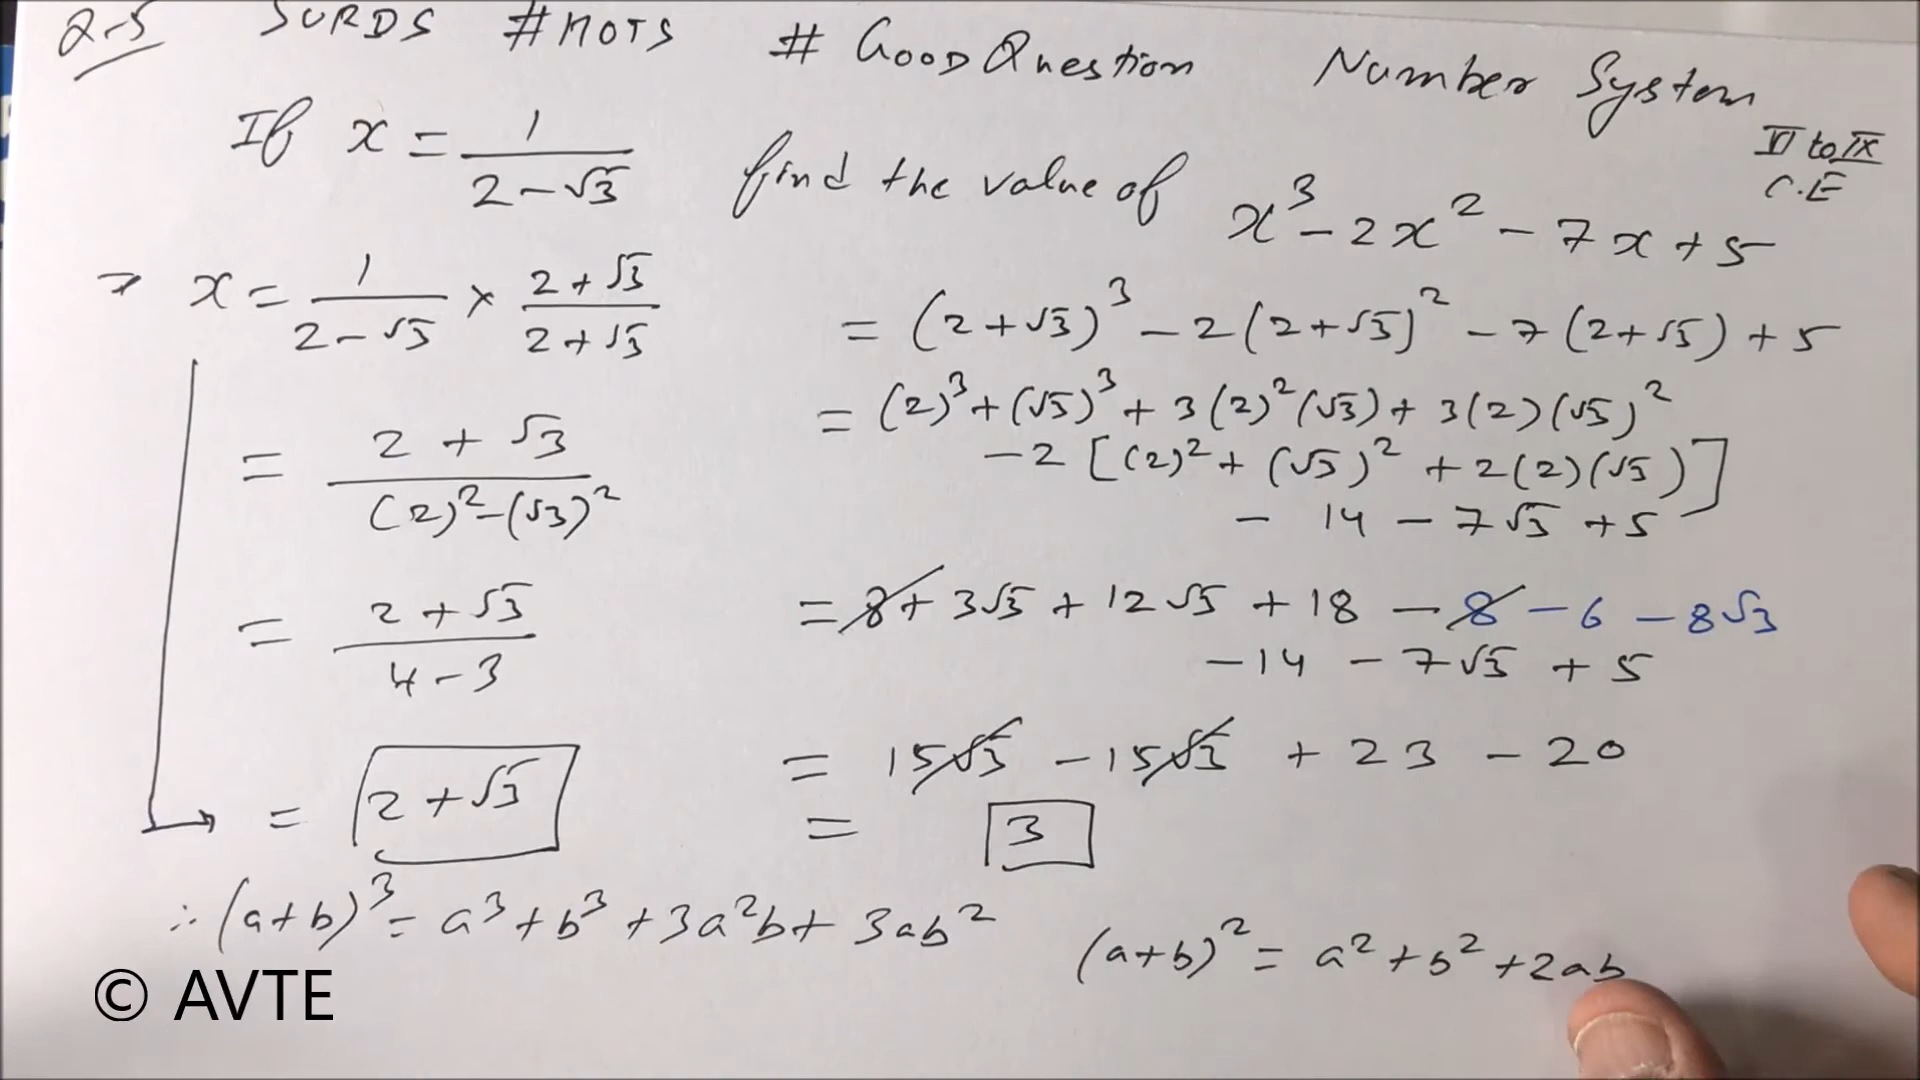 Q-5 SURDS #HOTS # Good Question Number System
VI to IX
C.E
If x = 1/(2-√3) find the value of x³ - 2x² - 7x + 5
→ x = 1/(2-√3) × (2+√3)/(2+√3)
= (2+√3)/((2)²-(√3)²)
= (2+√3)/(4-3)
= 2+√3
= (2+√3)³ - 2(2+√3)² - 7(2+√3) + 5
= (2)³ + (√3)³ + 3(2)²(√3) + 3(2)(√3)²
-2[(2)² + (√3)² + 2(2)(√3)]
- 14 - 7√3 + 5
= 8 + 3√3 + 12√3 + 18 - 8 - 6 - 8√3
-14 - 7√3 + 5
= 15√3 - 15√3 + 23 - 20
= 3
∴ (a+b)³ = a³ + b³ + 3a²b + 3ab²
(a+b)² = a² + b² + 2ab
© AVTE